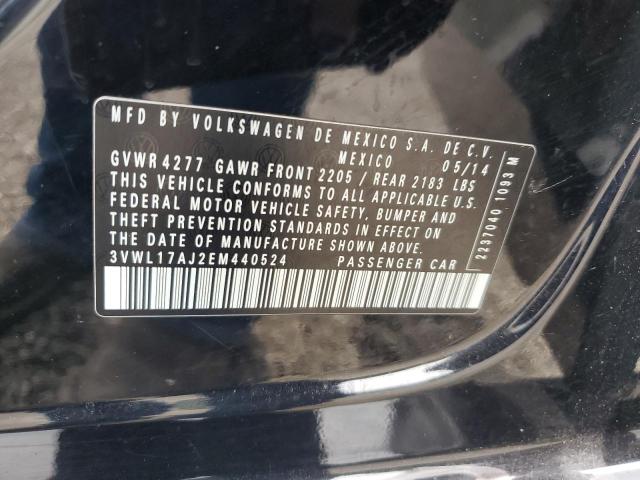 MFD BY VOLKSWAGEN DE MEXICO S.A. DE C.V.
MEXICO 05/14
GVWR 4277 GAWR FRONT 2205 / REAR 2183 LBS
THIS VEHICLE CONFORMS TO ALL APPLICABLE U.S.
FEDERAL MOTOR VEHICLE SAFETY, BUMPER AND
THEFT PREVENTION STANDARDS IN EFFECT ON
THE DATE OF MANUFACTURE SHOWN ABOVE.
3VWL17AJ2EM440524 PASSENGER CAR
2237040 1093 M